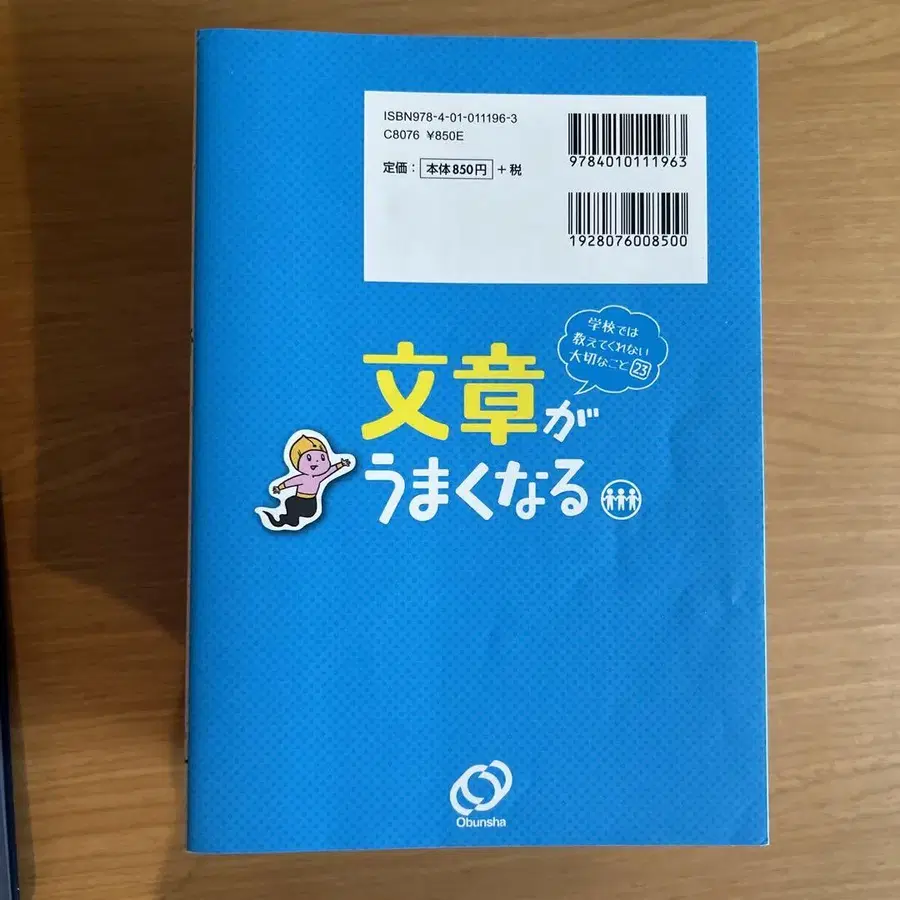 ISBN978-4-01-011196-3
C8076 ¥850E
定価：本体850円＋税
9784010111963
1928076008500
学校では
教えてくれない
大切なこと 23
文章が
うまくなる
Obunsha